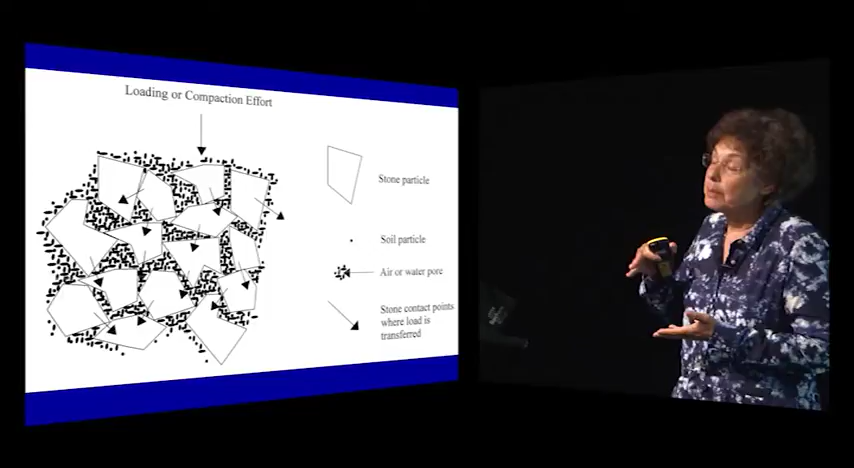 Loading or Compaction Effort
Stone particle
Soil particle
Air or water pore
Stone contact points
where load is
transferred